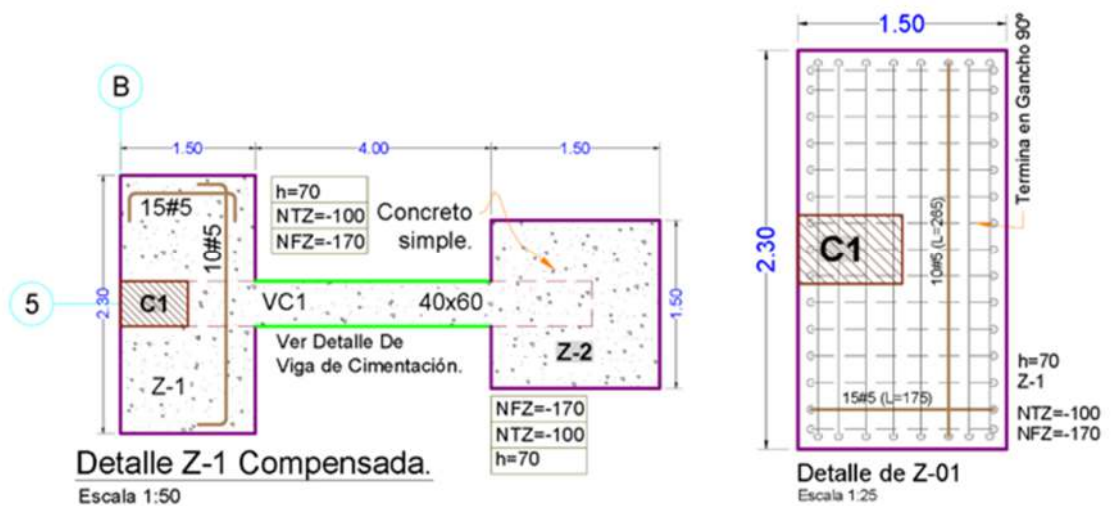 B
1.50
4.00
1.50
h=70
NTZ=-100
NFZ=-170
Concreto
simple.
15#5
10#5
2.30
5
C1
VC1
40x60
Ver Detalle De
Viga de Cimentación.
Z-1
Z-2
1.50
NFZ=-170
NTZ=-100
h=70
Detalle Z-1 Compensada.
Escala 1:50
1.50
Termina en Gancho 90º
2.30
C1
10#5 (L=265)
15#5 (L=175)
h=70
Z-1
NTZ=-100
NFZ=-170
Detalle de Z-01
Escala 1:25